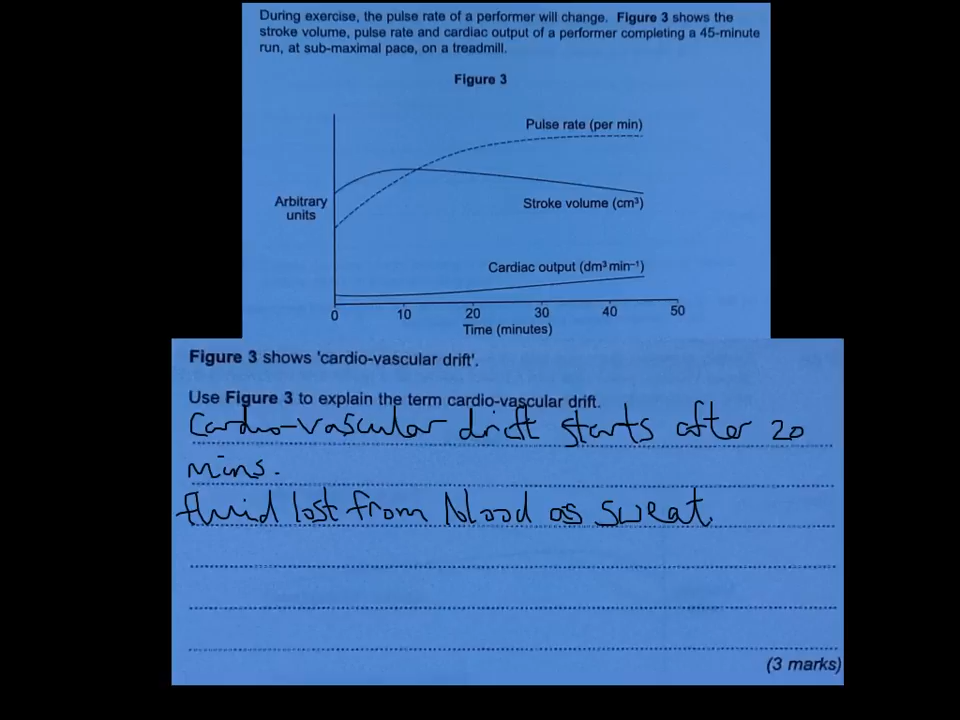 During exercise, the pulse rate of a performer will change. Figure 3 shows the
stroke volume, pulse rate and cardiac output of a performer completing a 45-minute
run, at sub-maximal pace, on a treadmill.
Figure 3
Pulse rate (per min)
Arbitrary
units
Stroke volume (cm³)
Cardiac output (dm³ min⁻¹)
0 10 20 30 40 50
Time (minutes)
Figure 3 shows 'cardio-vascular drift'.
Use Figure 3 to explain the term cardio-vascular drift.
Cardio-vascular drift starts after 20
mins.
fluid lost from blood as sweat.
(3 marks)